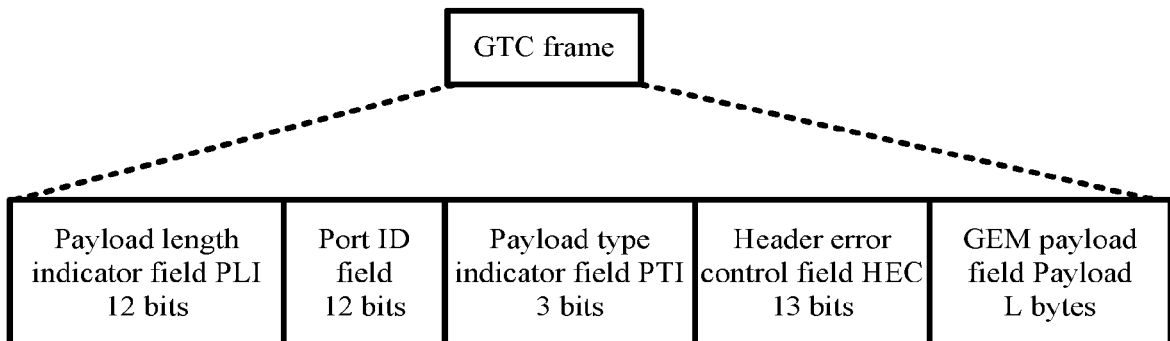 GTC frame
Payload length
indicator field PLI
12 bits
Port ID
field
12 bits
Payload type
indicator field PTI
3 bits
Header error
control field HEC
13 bits
GEM payload
field Payload
L bytes